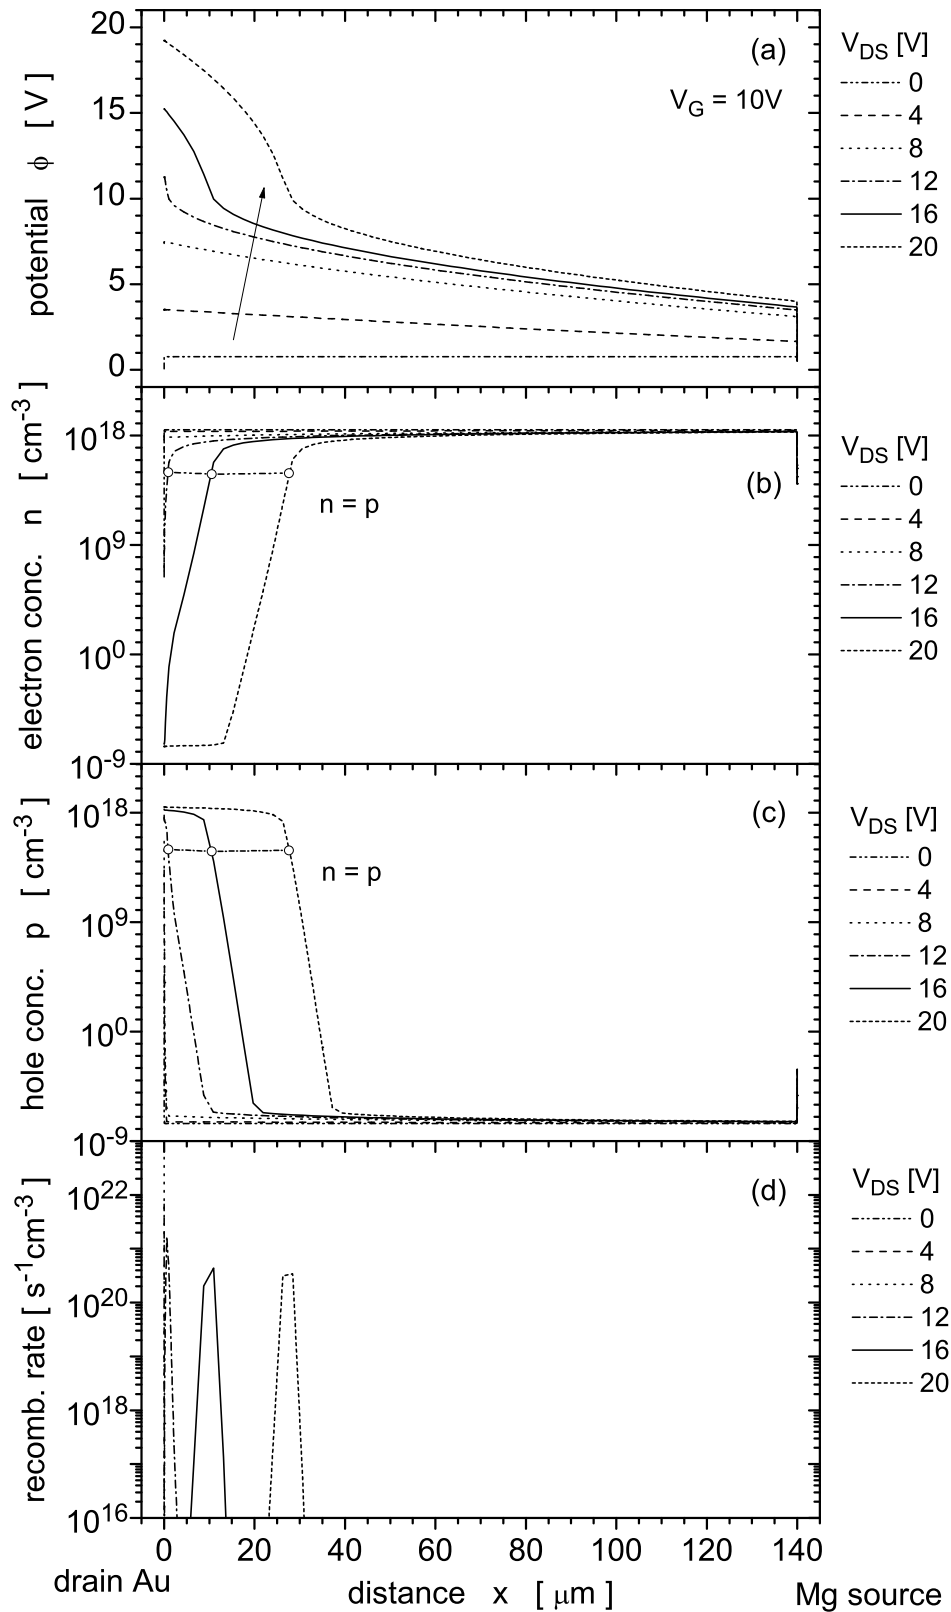 20
15
10
5
0
potential ϕ [ V ]
(a)
V_G = 10V
V_DS [V]
0
4
8
12
16
20
10^18
10^9
10^0
10^-9
electron conc. n [ cm^-3 ]
(b)
n = p
V_DS [V]
0
4
8
12
16
20
10^18
10^9
10^0
10^-9
hole conc. p [ cm^-3 ]
(c)
n = p
V_DS [V]
0
4
8
12
16
20
10^22
10^20
10^18
10^16
recomb. rate [ s^-1cm^-3 ]
(d)
V_DS [V]
0
4
8
12
16
20
0 20 40 60 80 100 120 140
drain Au
distance x [ μm ]
Mg source